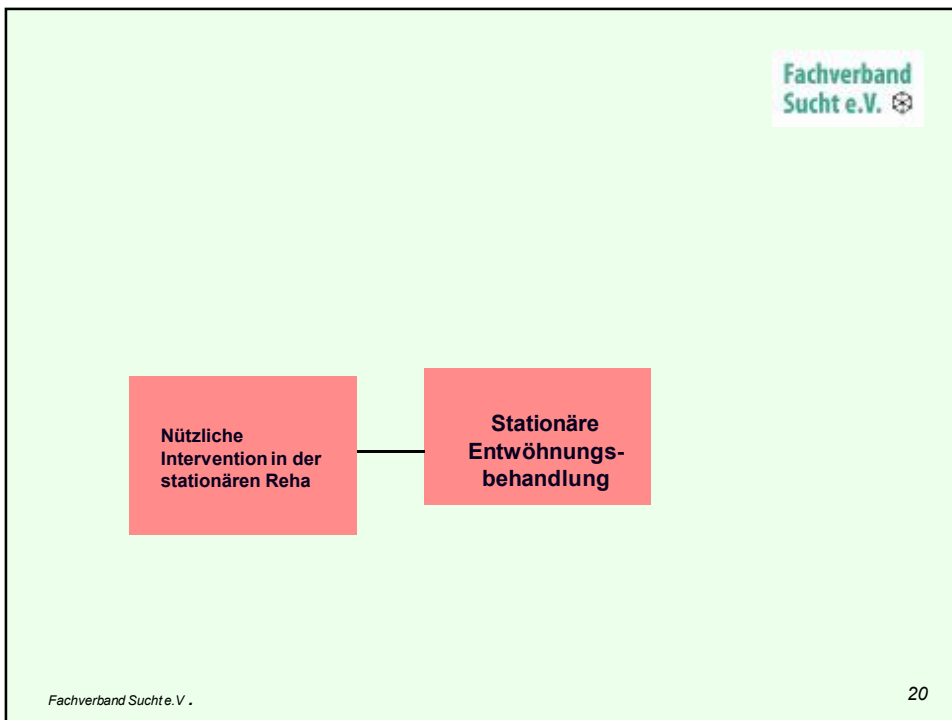 Fachverband
Sucht e.V.
Nützliche
Intervention in der
stationären Reha
Stationäre
Entwöhnungs-
behandlung
Fachverband Sucht e.V .
20